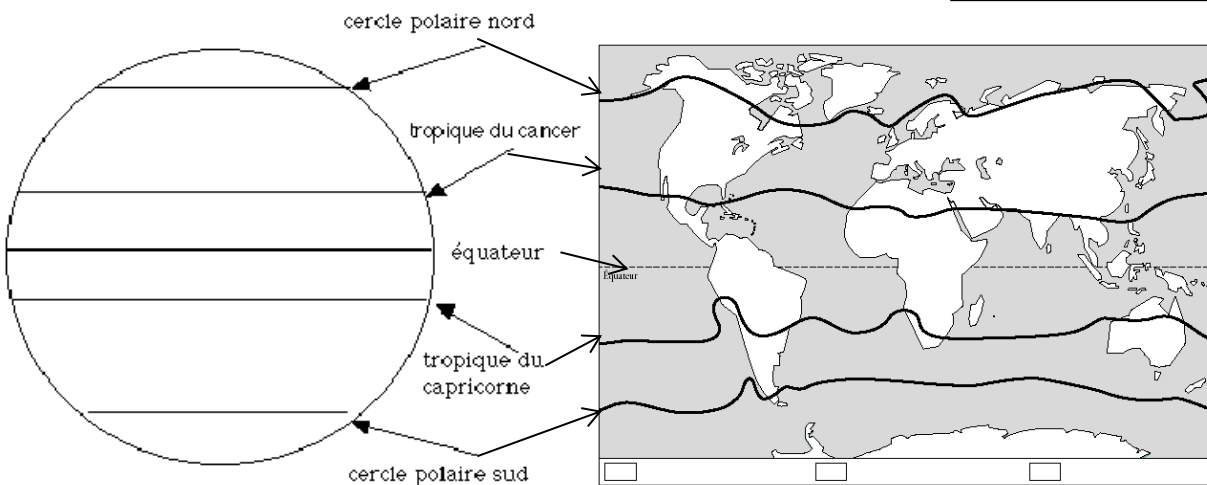 cercle polaire nord
tropique du cancer
équateur
Équateur
tropique du
capricorne
cercle polaire sud